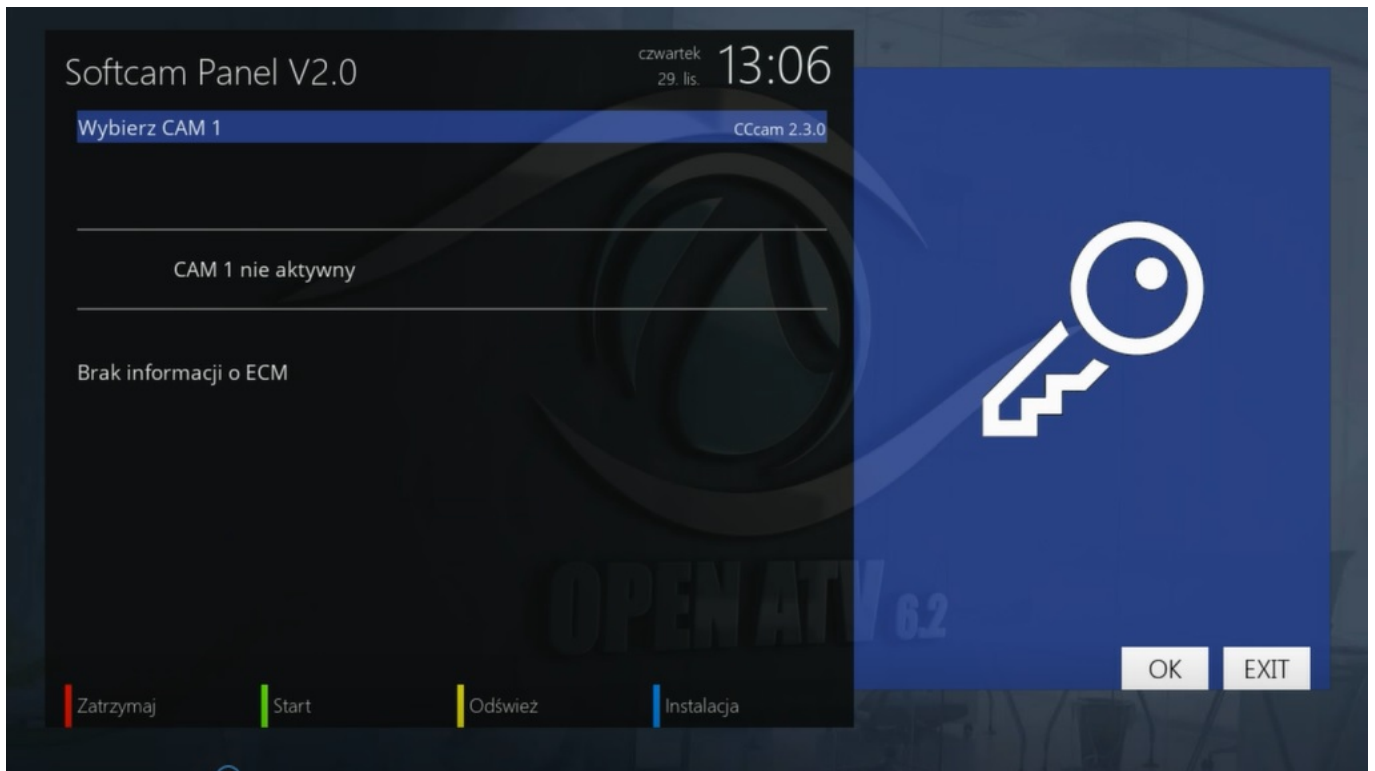 Softcam Panel V2.0
czwartek
29. lis.
13:06
Wybierz CAM 1
CCcam 2.3.0
CAM 1 nie aktywny
Brak informacji o ECM
OPEN ATV 6.2
OK
EXIT
Zatrzymaj
Start
Odśwież
Instalacja